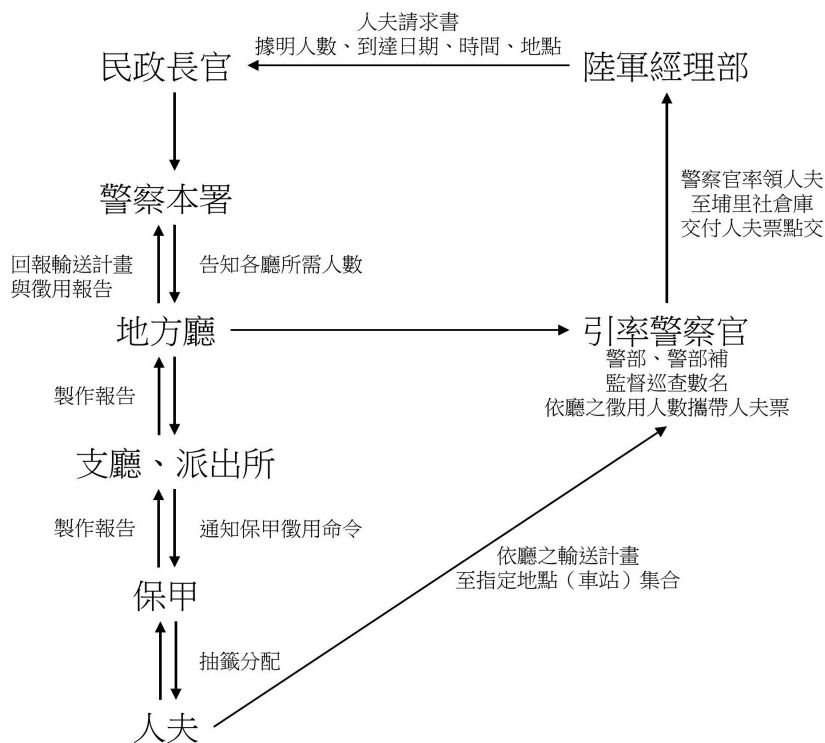 人夫請求書
據明人數、到達日期、時間、地點
民政長官
陸軍經理部
警察本署
警察官率領人夫
至埔里社倉庫
交付人夫票點交
回報輸送計畫
與徵用報告
告知各廳所需人數
地方廳
引率警察官
警部、警部補
監督巡查數名
依廳之徵用人數攜帶人夫票
製作報告
支廳、派出所
製作報告
通知保甲徵用命令
依廳之輸送計畫
至指定地點（車站）集合
保甲
抽籤分配
人夫